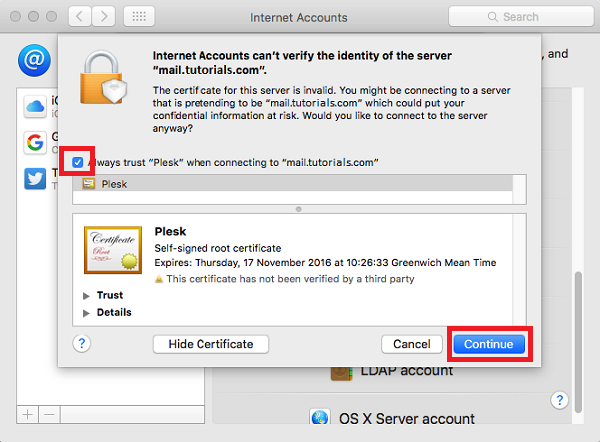 Internet Accounts
Search
Internet Accounts can't verify the identity of the server
"mail.tutorials.com".
The certificate for this server is invalid. You might be connecting to a server
that is pretending to be "mail.tutorials.com" which could put your
confidential information at risk. Would you like to connect to the server
anyway?
, and
Always trust "Plesk" when connecting to "mail.tutorials.com"
Plesk
Certificate
Root
Plesk
Self-signed root certificate
Expires: Thursday, 17 November 2016 at 10:26:33 Greenwich Mean Time
This certificate has not been verified by a third party
Trust
Details
?
Hide Certificate
Cancel
Continue
LDAP account
?
OS X Server account